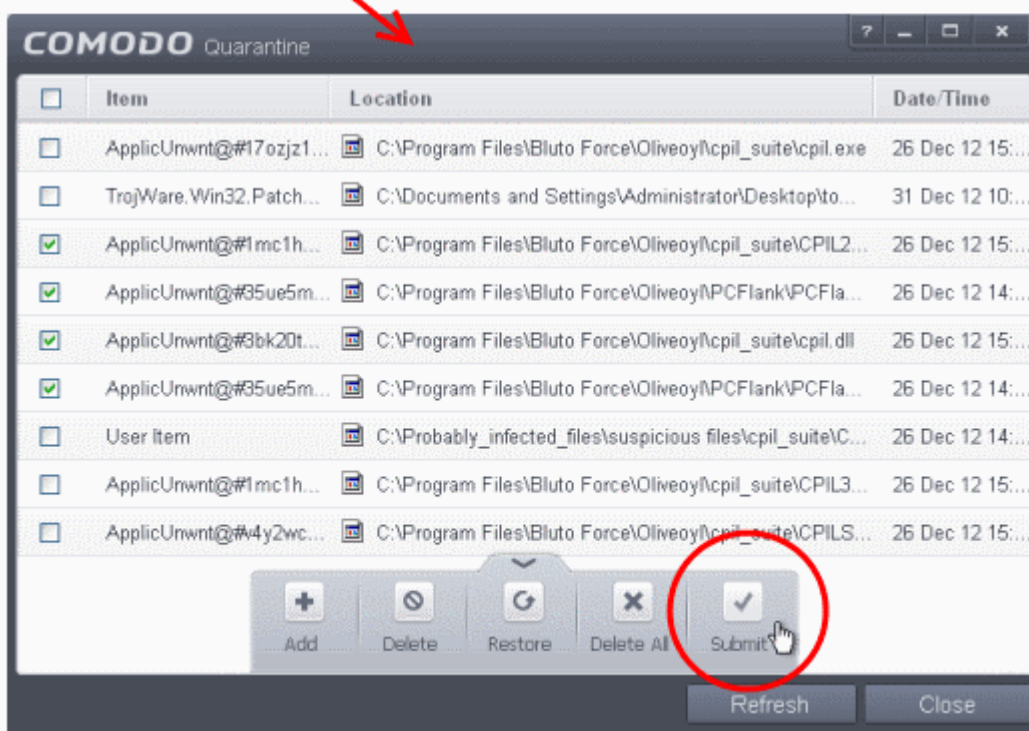 COMODO Quarantine ?
Item Location Date/Time
ApplicUnwnt@#17ozjz1... C:\Program Files\Bluto Force\Oliveoyl\cpil_suite\cpil.exe 26 Dec 12 15:...
TrojWare.Win32.Patch... C:\Documents and Settings\Administrator\Desktop\to... 31 Dec 12 10:...
ApplicUnwnt@#1mc1h... C:\Program Files\Bluto Force\Oliveoyl\cpil_suite\CPIL2... 26 Dec 12 15:...
ApplicUnwnt@#35ue5m... C:\Program Files\Bluto Force\Oliveoyl\PCFlank\PCFla... 26 Dec 12 14:...
ApplicUnwnt@#3bk20t... C:\Program Files\Bluto Force\Oliveoyl\cpil_suite\cpil.dll 26 Dec 12 15:...
ApplicUnwnt@#35ue5m... C:\Program Files\Bluto Force\Oliveoyl\PCFlank\PCFla... 26 Dec 12 14:...
User Item C:\Probably_infected_files\suspicious files\cpil_suite\C... 26 Dec 12 14:...
ApplicUnwnt@#1mc1h... C:\Program Files\Bluto Force\Oliveoyl\cpil_suite\CPIL3... 26 Dec 12 15:...
ApplicUnwnt@#v4y2wc... C:\Program Files\Bluto Force\Oliveoyl\cpil_suite\CPILS... 26 Dec 12 15:...
Add Delete Restore Delete All Submit
Refresh Close